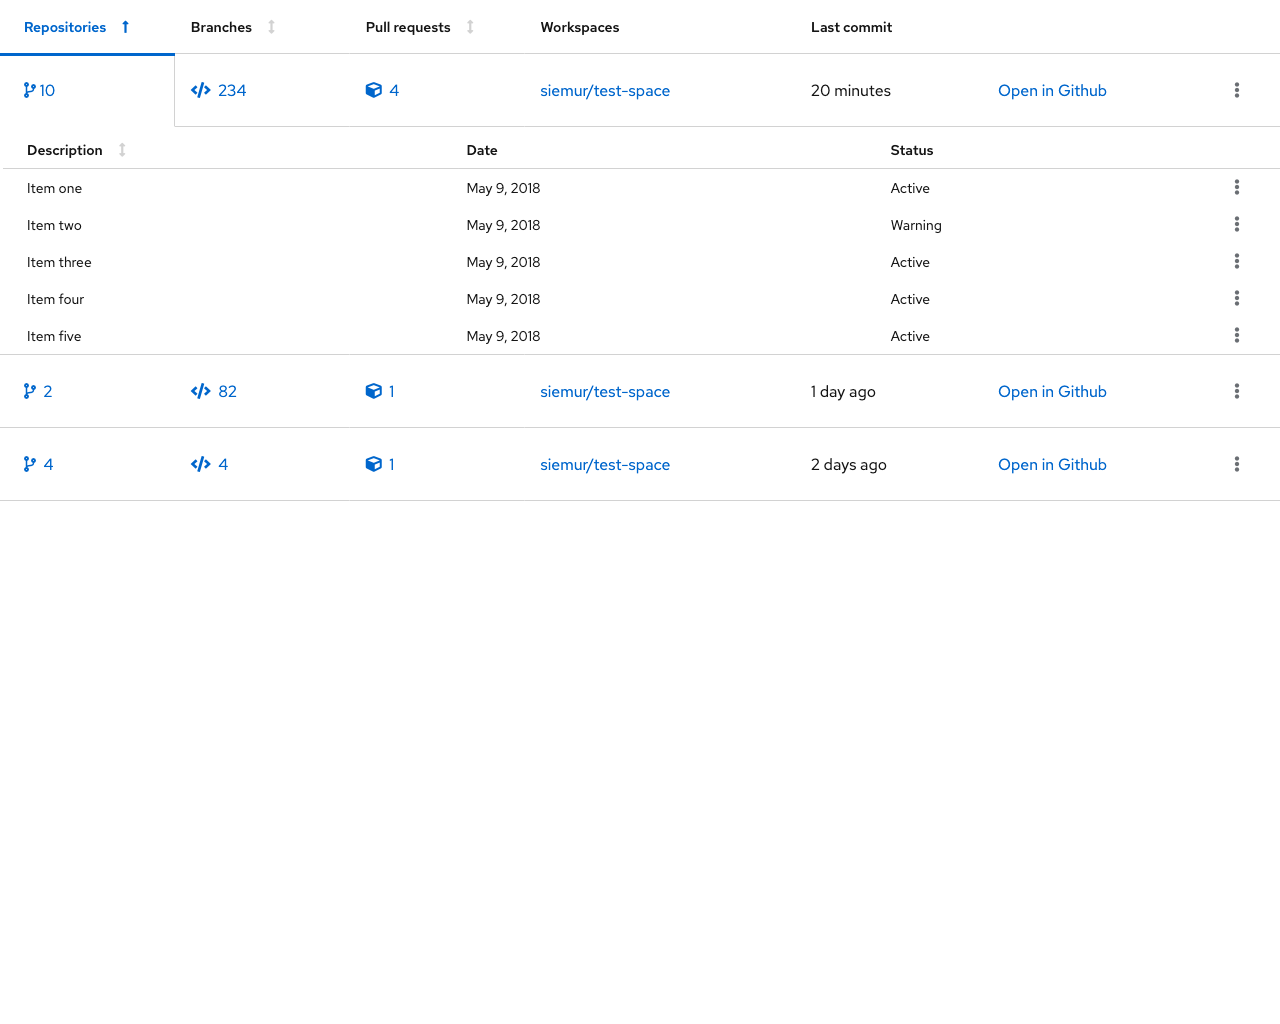 Repositories Branches Pull requests Workspaces Last commit
10 234 4 siemur/test-space 20 minutes Open in Github
Description Date Status
Item one May 9, 2018 Active
Item two May 9, 2018 Warning
Item three May 9, 2018 Active
Item four May 9, 2018 Active
Item five May 9, 2018 Active
2 82 1 siemur/test-space 1 day ago Open in Github
4 4 1 siemur/test-space 2 days ago Open in Github